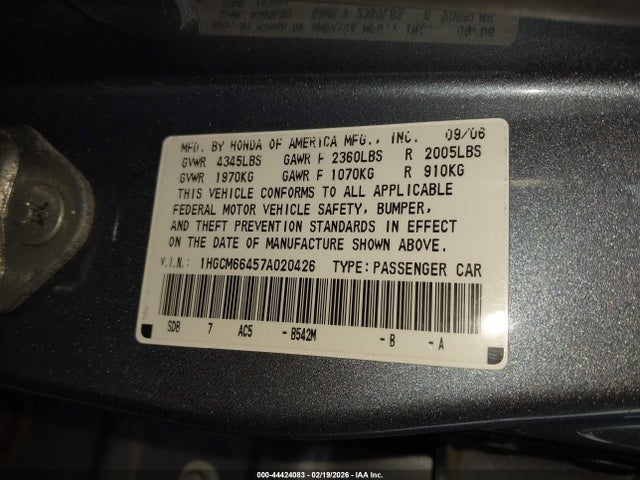 MFD. BY HONDA OF AMERICA MFG., INC. 09/06
GVWR 4345LBS GAWR F 2360LBS R 2005LBS
GVWR 1970KG GAWR F 1070KG R 910KG
THIS VEHICLE CONFORMS TO ALL APPLICABLE
FEDERAL MOTOR VEHICLE SAFETY, BUMPER,
AND THEFT PREVENTION STANDARDS IN EFFECT
ON THE DATE OF MANUFACTURE SHOWN ABOVE.
V.I.N.: 1HGCM66457A020426 TYPE: PASSENGER CAR
SDB 7 AC5 - B542M - B - A
000-44424083 - 02/19/2026 - IAA Inc.